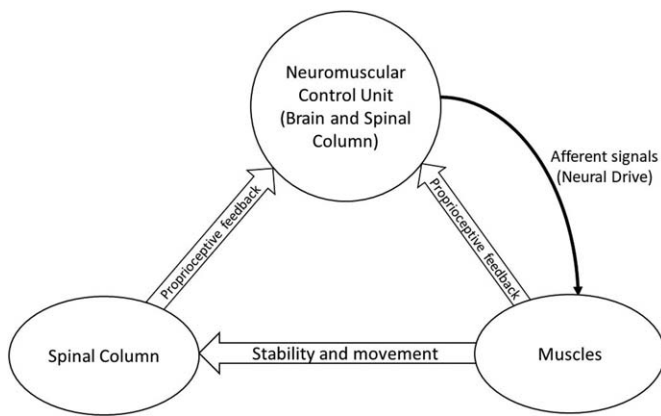 Neuromuscular
Control Unit
(Brain and Spinal
Column)
Afferent signals
(Neural Drive)
Proprioceptive feedback
Proprioceptive feedback
Spinal Column
Stability and movement
Muscles